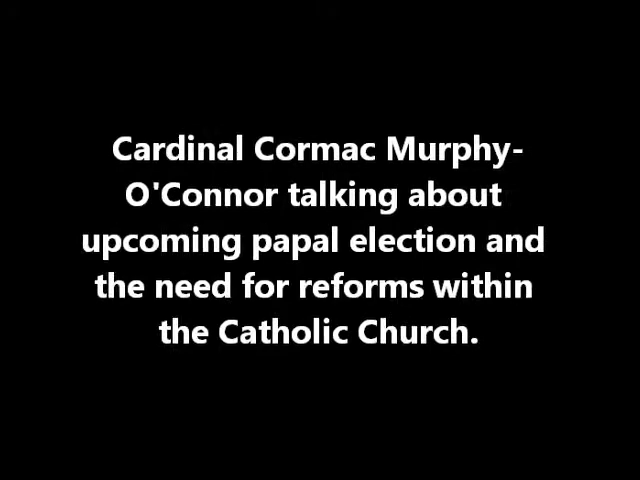 Cardinal Cormac Murphy-
O'Connor talking about
upcoming papal election and
the need for reforms within
the Catholic Church.